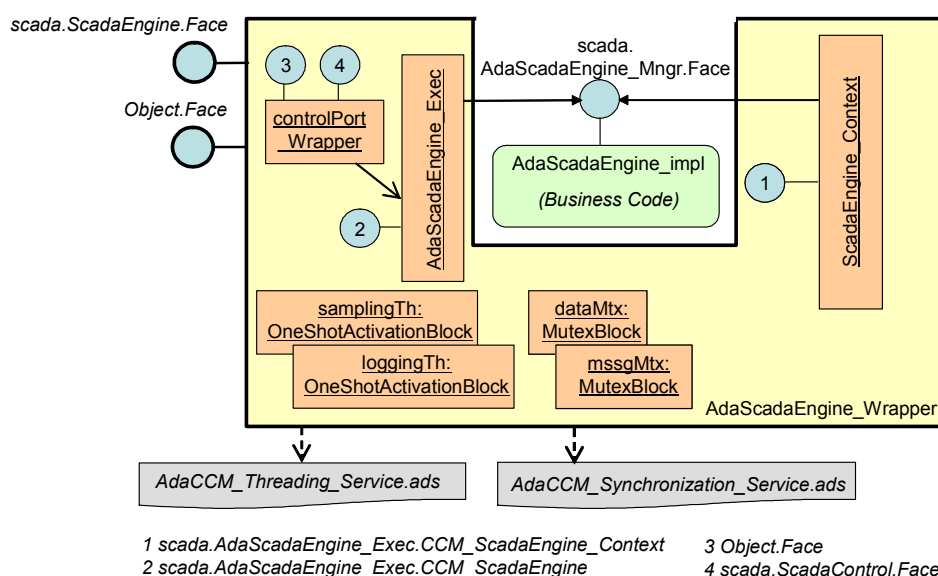 scada.ScadaEngine.Face
Object.Face
3
4
controlPort
_Wrapper
2
AdaScadaEngine_Exec
scada.
AdaScadaEngine_Mngr.Face
AdaScadaEngine_impl
(Business Code)
1
ScadaEngine_Context
samplingTh:
OneShotActivationBlock
loggingTh:
OneShotActivationBlock
dataMtx:
MutexBlock
mssgMtx:
MutexBlock
AdaScadaEngine_Wrapper
AdaCCM_Threading_Service.ads
AdaCCM_Synchronization_Service.ads
1 scada.AdaScadaEngine_Exec.CCM_ScadaEngine_Context
2 scada.AdaScadaEngine_Exec.CCM_ScadaEngine
3 Object.Face
4 scada.ScadaControl.Face